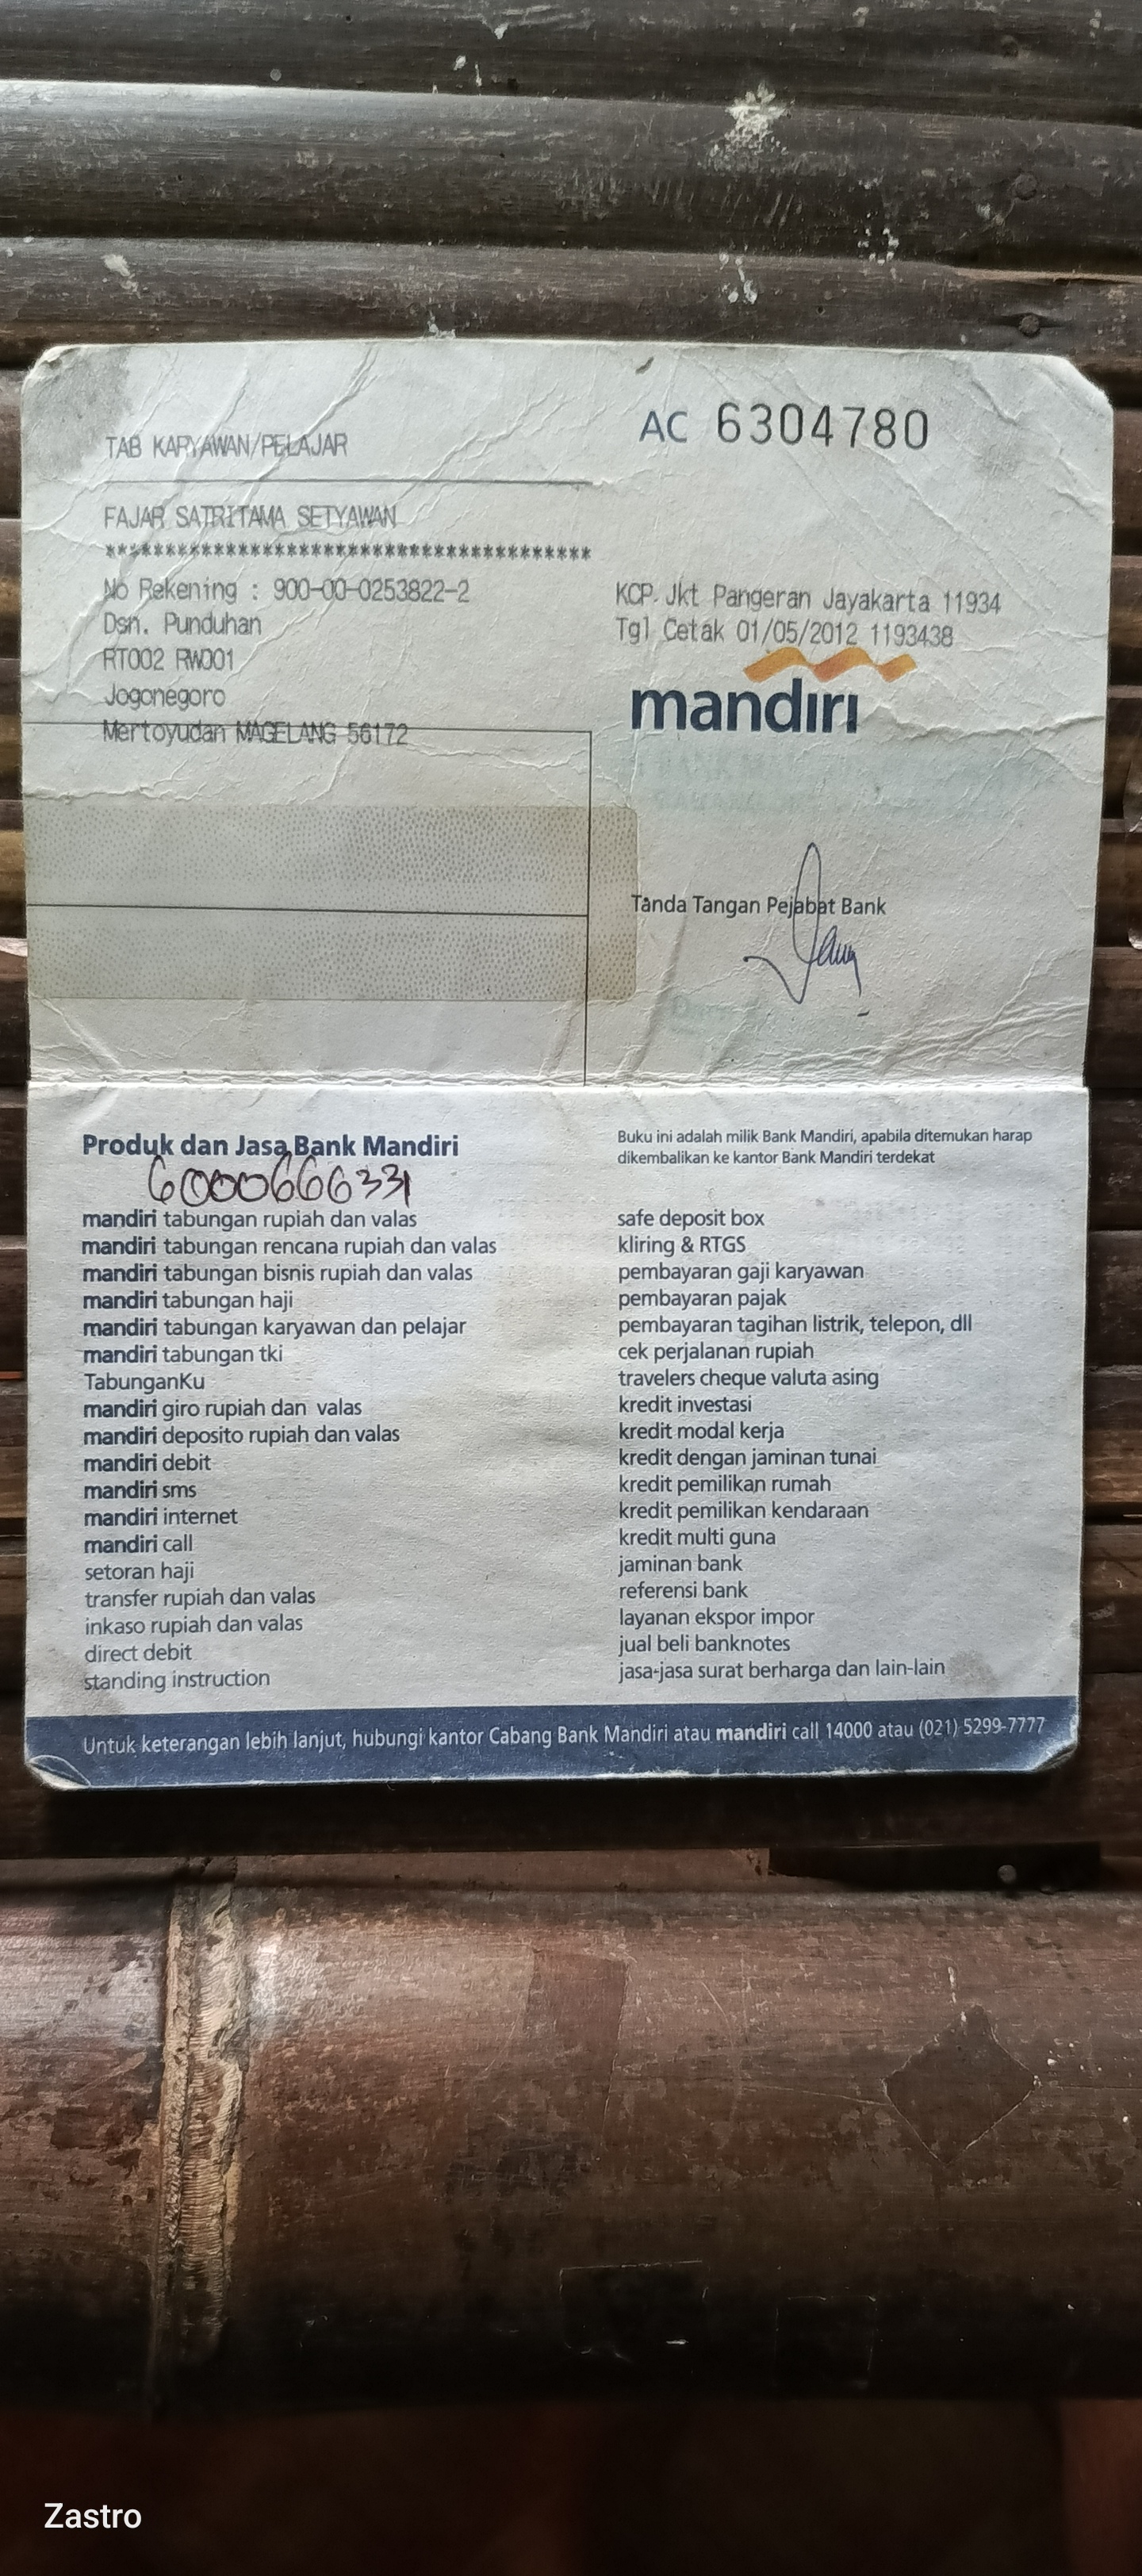 TAB KARYAWAN/PELAJAR
AC 6304780
FAJAR SATRITAMA SETYAWAN
****************************************
No Rekening : 900-00-0253822-2
Dsn. Punduhan
RT002 RW001
Jogonegoro
Mertoyudan MAGELANG 56172
KCP. Jkt Pangeran Jayakarta 11934
Tgl Cetak 01/05/2012 1193438
mandiri
Tanda Tangan Pejabat Bank
Produk dan Jasa Bank Mandiri
6000666331
mandiri tabungan rupiah dan valas
mandiri tabungan rencana rupiah dan valas
mandiri tabungan bisnis rupiah dan valas
mandiri tabungan haji
mandiri tabungan karyawan dan pelajar
mandiri tabungan tki
TabunganKu
mandiri giro rupiah dan valas
mandiri deposito rupiah dan valas
mandiri debit
mandiri sms
mandiri internet
mandiri call
setoran haji
transfer rupiah dan valas
inkaso rupiah dan valas
direct debit
standing instruction
Buku ini adalah milik Bank Mandiri, apabila ditemukan harap
dikembalikan ke kantor Bank Mandiri terdekat
safe deposit box
kliring & RTGS
pembayaran gaji karyawan
pembayaran pajak
pembayaran tagihan listrik, telepon, dll
cek perjalanan rupiah
travelers cheque valuta asing
kredit investasi
kredit modal kerja
kredit dengan jaminan tunai
kredit pemilikan rumah
kredit pemilikan kendaraan
kredit multi guna
jaminan bank
referensi bank
layanan ekspor impor
jual beli banknotes
jasa-jasa surat berharga dan lain-lain
Untuk keterangan lebih lanjut, hubungi kantor Cabang Bank Mandiri atau mandiri call 14000 atau (021) 5299-7777
Zastro